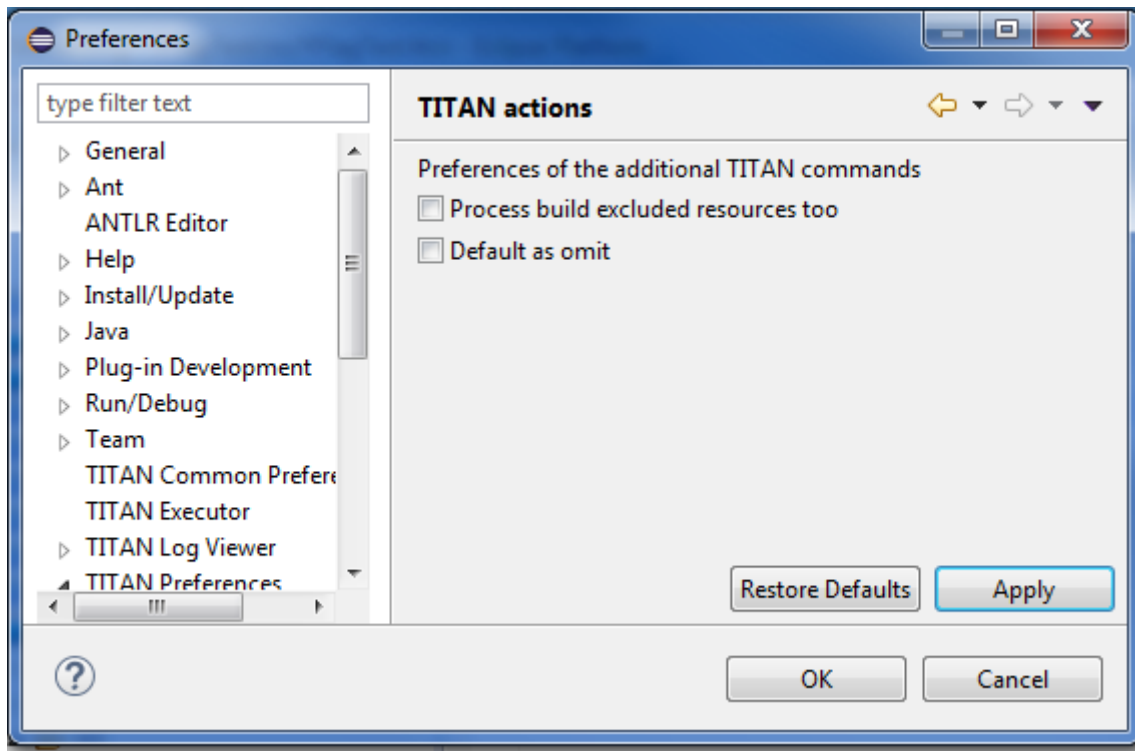 Preferences
type filter text
General
Ant
ANTLR Editor
Help
Install/Update
Java
Plug-in Development
Run/Debug
Team
TITAN Common Prefere
TITAN Executor
TITAN Log Viewer
TITAN Preferences
TITAN actions
Preferences of the additional TITAN commands
Process build excluded resources too
Default as omit
Restore Defaults
Apply
OK
Cancel